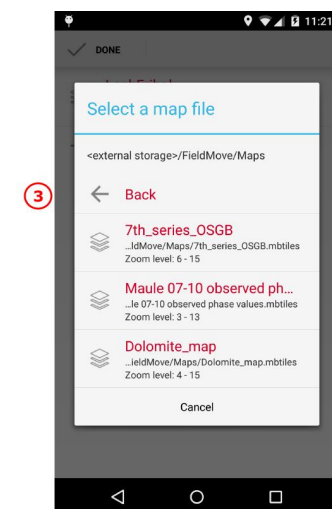 11:21
DONE
Select a map file
<external storage>/FieldMove/Maps
3
Back
7th_series_OSGB
..ldMove/Maps/7th_series_OSGB.mbtiles
Zoom level: 6 - 15
Maule 07-10 observed ph...
...le 07-10 observed phase values.mbtiles
Zoom level: 3 - 13
Dolomite_map
...ieldMove/Maps/Dolomite_map.mbtiles
Zoom level: 4 - 15
Cancel